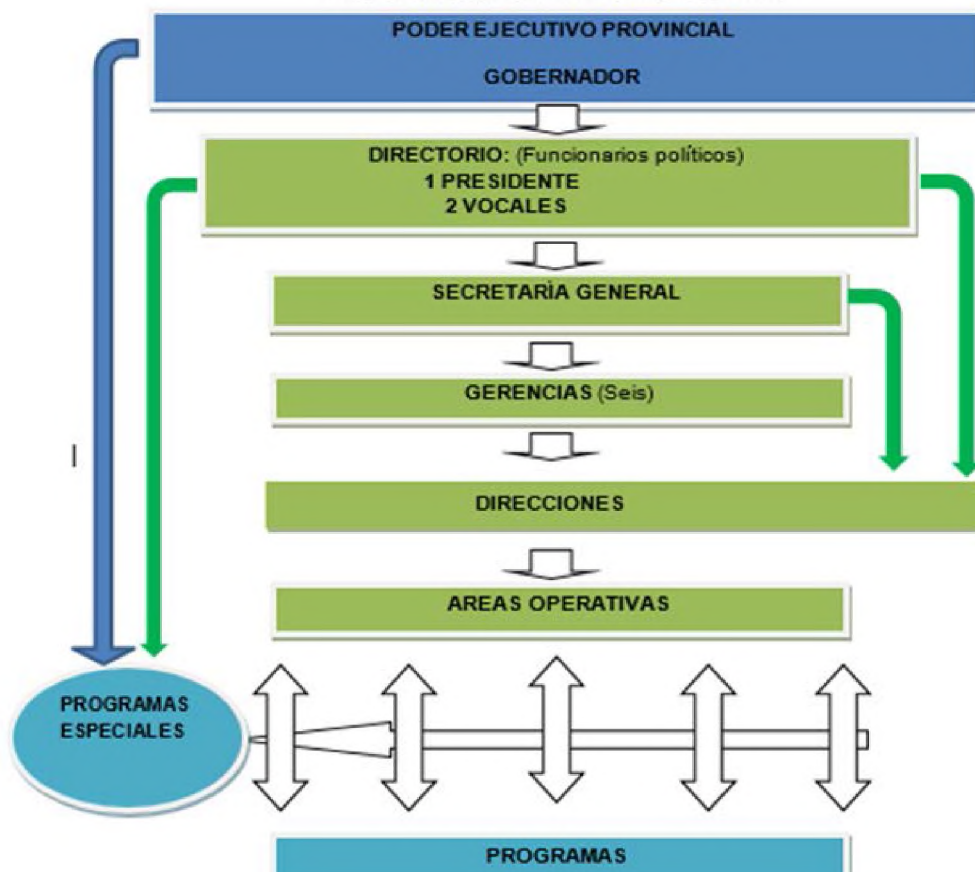 PODER EJECUTIVO PROVINCIAL
GOBERNADOR
DIRECTORIO: (Funcionarios políticos)
1 PRESIDENTE
2 VOCALES
SECRETARÌA GENERAL
GERENCIAS (Seis)
DIRECCIONES
AREAS OPERATIVAS
PROGRAMAS
ESPECIALES
PROGRAMAS